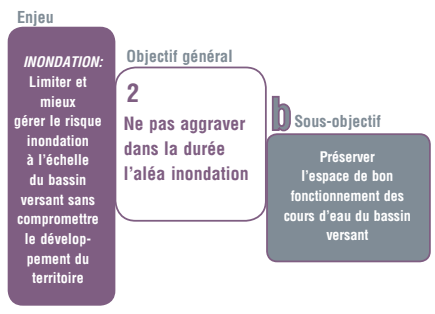 Enjeu
INONDATION:
Limiter et
mieux
gérer le risque
inondation
à l'échelle
du bassin
versant sans
compromettre
le dévelop-
pement du
territoire
Objectif général
2
Ne pas aggraver
dans la durée
l'aléa inondation
b Sous-objectif
Préserver
l'espace de bon
fonctionnement des
cours d'eau du bassin
versant